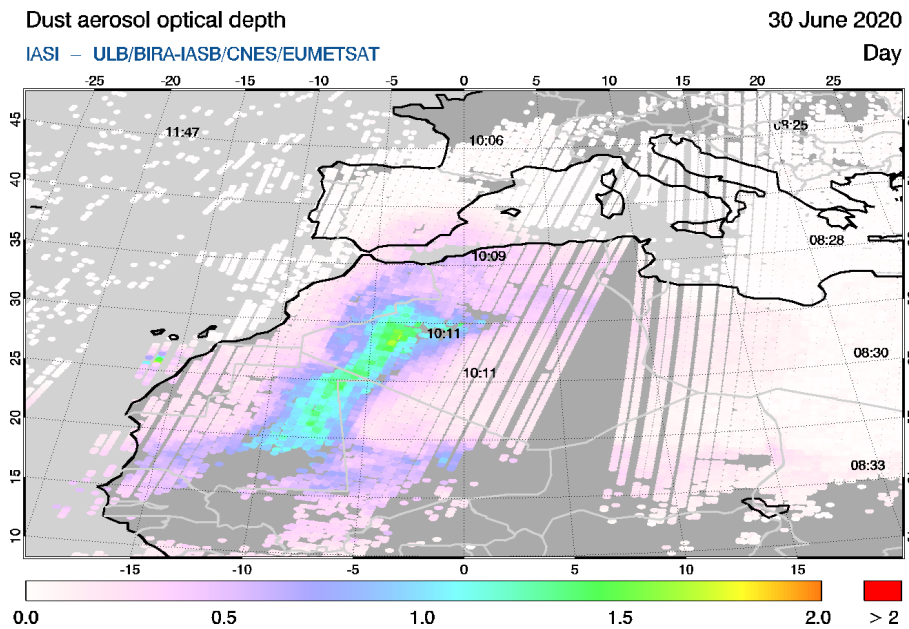 Dust aerosol optical depth
30 June 2020
IASI – ULB/BIRA-IASB/CNES/EUMETSAT
Day
-25 -20 -15 -10 -5 0 5 10 15 20 25
45
11:47
10:06
08:25
40
35
08:28
10:09
30
10:11
08:30
25
10:11
20
15
08:33
10
-15 -10 -5 0 5 10 15
0.0 0.5 1.0 1.5 2.0 > 2